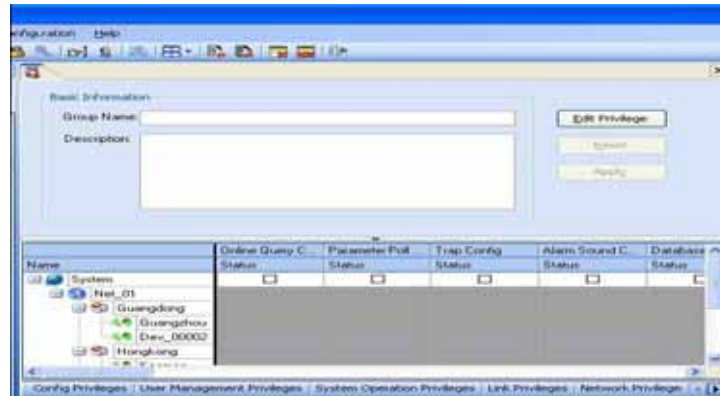 nfiguration Help
Basic Information
Group Name:
Edit Privilege
Description:
Apply
Online Query C... Parameter Poll Trap Config Alarm Sound C... Database
Name Status Status Status Status Status
System
Net_01
Guangdong
Guangzhou
Dev_00002
Hongkong
Config Privileges User Management Privileges System Operation Privileges Link Privileges Network Privilege